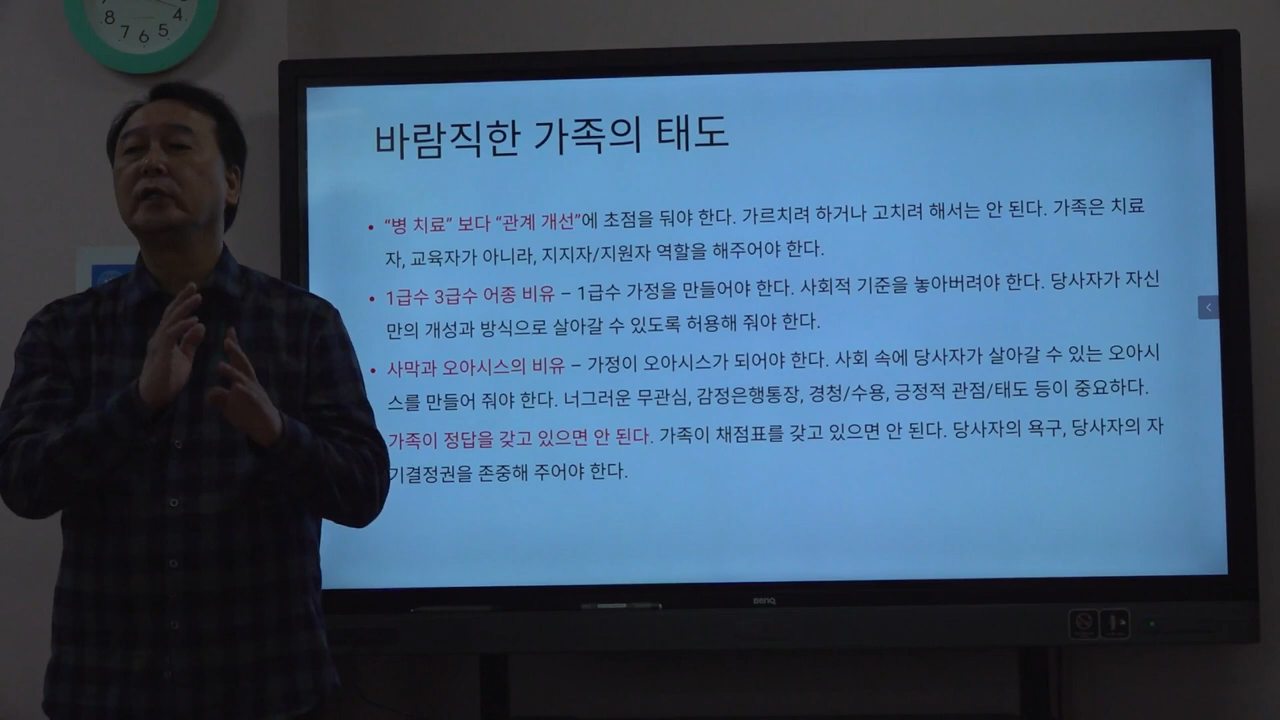 8 7 6 5 4
바람직한 가족의 태도
• “병 치료” 보다 “관계 개선”에 초점을 둬야 한다. 가르치려 하거나 고치려 해서는 안 된다. 가족은 치료
자, 교육자가 아니라, 지지자/지원자 역할을 해주어야 한다.
• 1급수 3급수 어종 비유 – 1급수 가정을 만들어야 한다. 사회적 기준을 놓아버려야 한다. 당사자가 자신
만의 개성과 방식으로 살아갈 수 있도록 허용해 줘야 한다.
• 사막과 오아시스의 비유 – 가정이 오아시스가 되어야 한다. 사회 속에 당사자가 살아갈 수 있는 오아시
스를 만들어 줘야 한다. 너그러운 무관심, 감정은행통장, 경청/수용, 긍정적 관점/태도 등이 중요하다.
가족이 정답을 갖고 있으면 안 된다. 가족이 채점표를 갖고 있으면 안 된다. 당사자의 욕구, 당사자의 자
기결정권을 존중해 주어야 한다.
BenQ